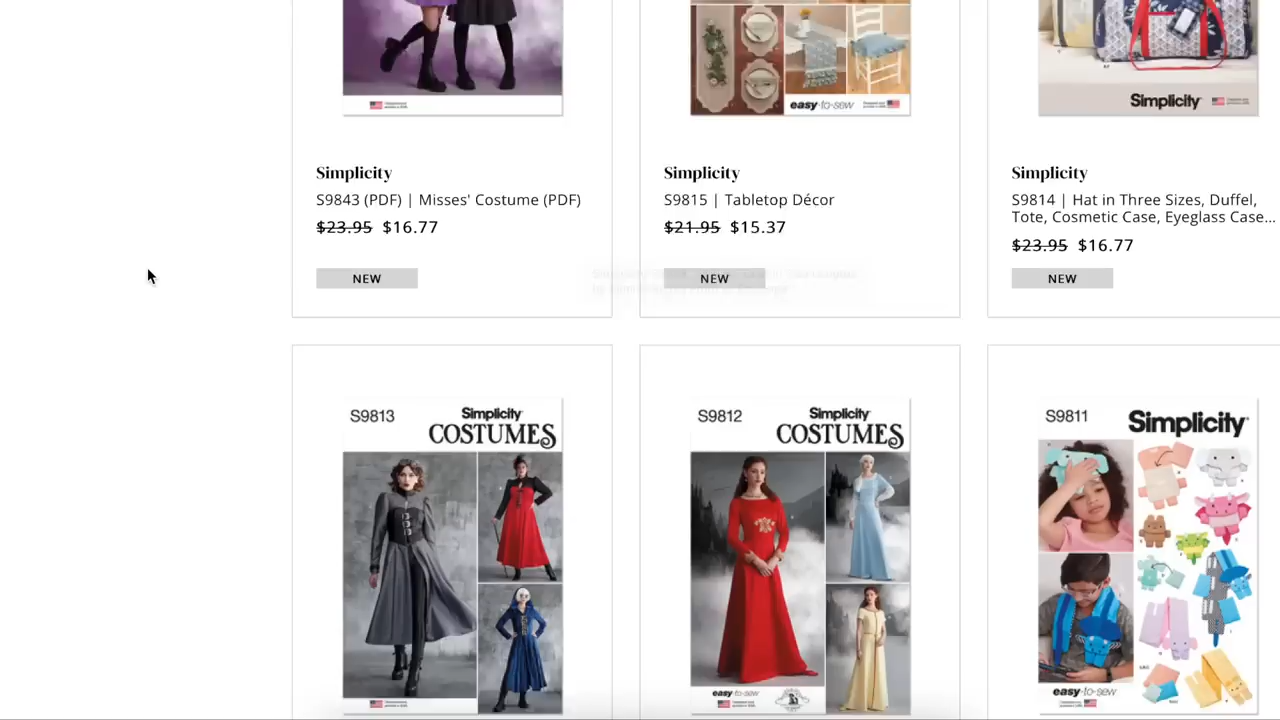 easy-to-sew
Simplicity
Simplicity
S9843 (PDF) | Misses' Costume (PDF)
$23.95 $16.77
NEW
Simplicity
S9815 | Tabletop Décor
$21.95 $15.37
NEW
Simplicity
S9814 | Hat in Three Sizes, Duffel,
Tote, Cosmetic Case, Eyeglass Case...
$23.95 $16.77
NEW
S9813
Simplicity
COSTUMES
S9812
Simplicity
COSTUMES
easy-to-sew
S9811
Simplicity
easy-to-sew